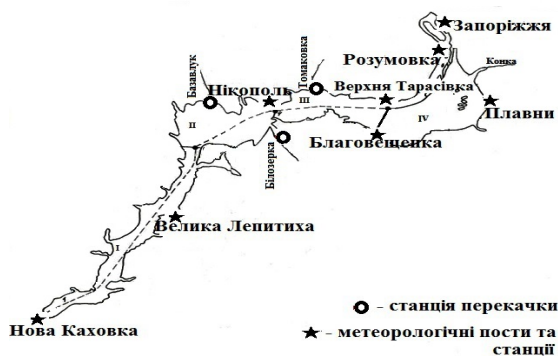 Запоріжжя
Розумовка
Конка
Базавлук
Томаковка
Нікополь
Верхня Тарасівка
III
II
IV
Плавни
Благовещенка
Білозерка
Велика Лепитиха
I
Нова Каховка
- станція перекачки
- метеорологічні пости та
станції